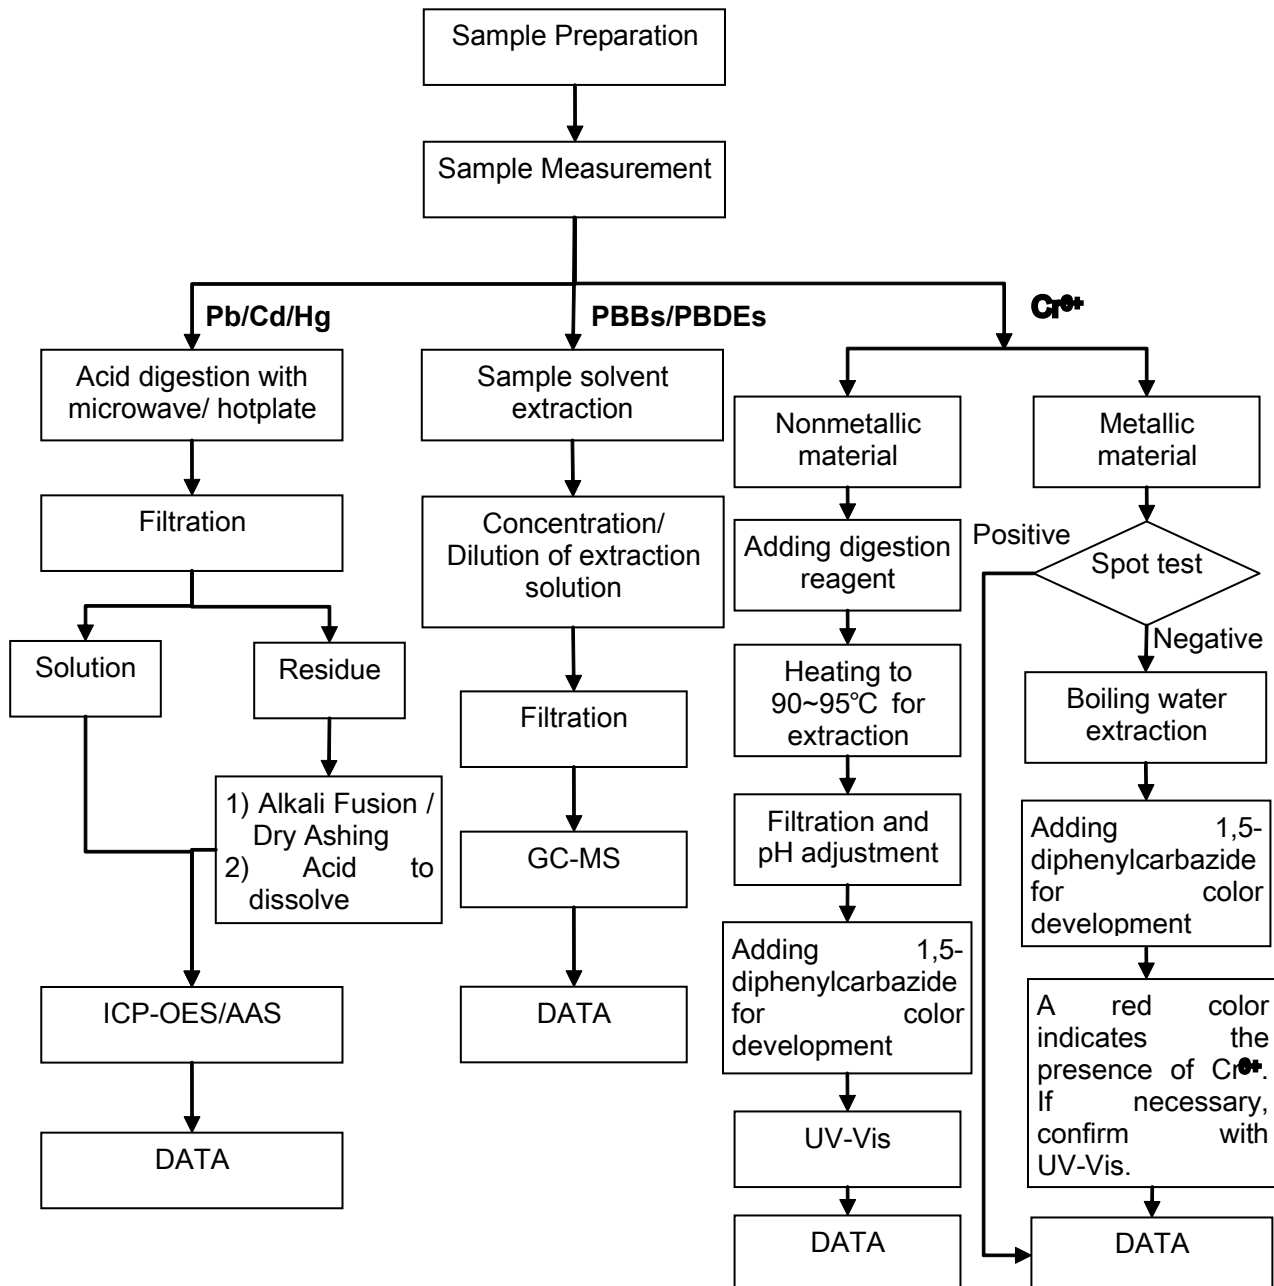 Sample Preparation
Sample Measurement
Pb/Cd/Hg
PBBs/PBDEs
Cr6+
Acid digestion with
microwave/ hotplate
Filtration
Solution
Residue
1) Alkali Fusion /
Dry Ashing
2) Acid to
dissolve
ICP-OES/AAS
DATA
Sample solvent
extraction
Concentration/
Dilution of extraction
solution
Filtration
GC-MS
DATA
Nonmetallic
material
Adding digestion
reagent
Heating to
90~95℃ for
extraction
Filtration and
pH adjustment
Adding 1,5-
diphenylcarbazide
for color
development
UV-Vis
DATA
Metallic
material
Positive
Spot test
Negative
Boiling water
extraction
Adding 1,5-
diphenylcarbazide
for color
development
A red color
indicates the
presence of Cr6+.
If necessary,
confirm with
UV-Vis.
DATA